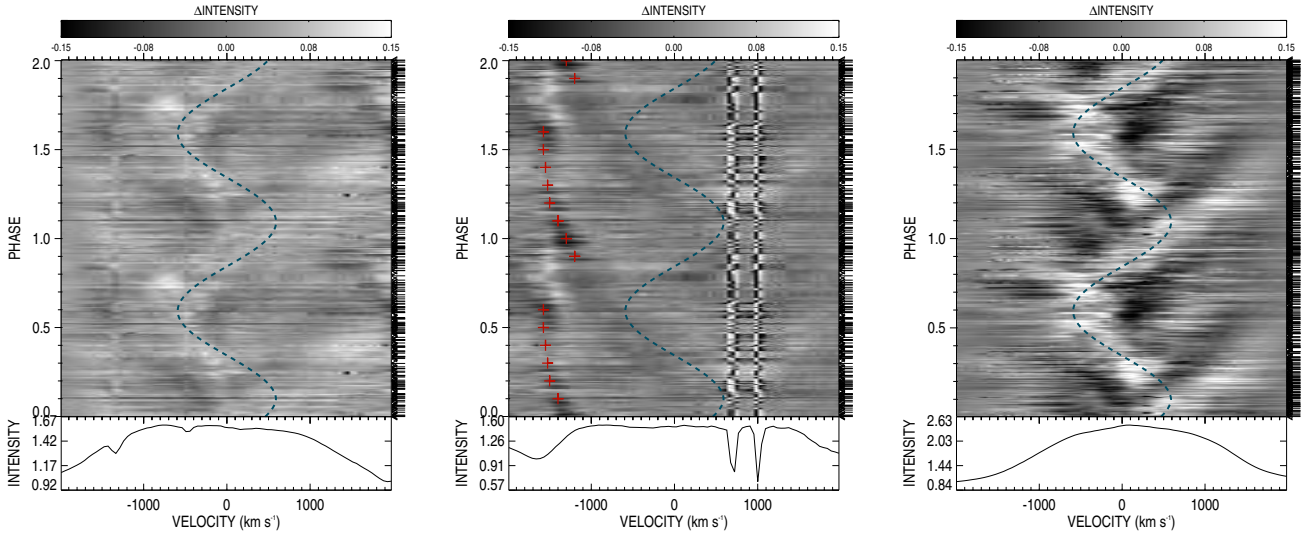 ΔINTENSITY
-0.15 -0.08 0.00 0.08 0.15
2.0
1.5
1.0
0.5
0.0
PHASE
1.67
1.42
1.17
0.92
INTENSITY
-1000 0 1000
VELOCITY (km s-1)
ΔINTENSITY
-0.15 -0.08 0.00 0.08 0.15
2.0
1.5
1.0
0.5
0.0
PHASE
1.60
1.26
0.91
0.57
INTENSITY
-1000 0 1000
VELOCITY (km s-1)
ΔINTENSITY
-0.15 -0.08 0.00 0.08 0.15
2.0
1.5
1.0
0.5
0.0
PHASE
2.63
2.03
1.44
0.84
INTENSITY
-1000 0 1000
VELOCITY (km s-1)